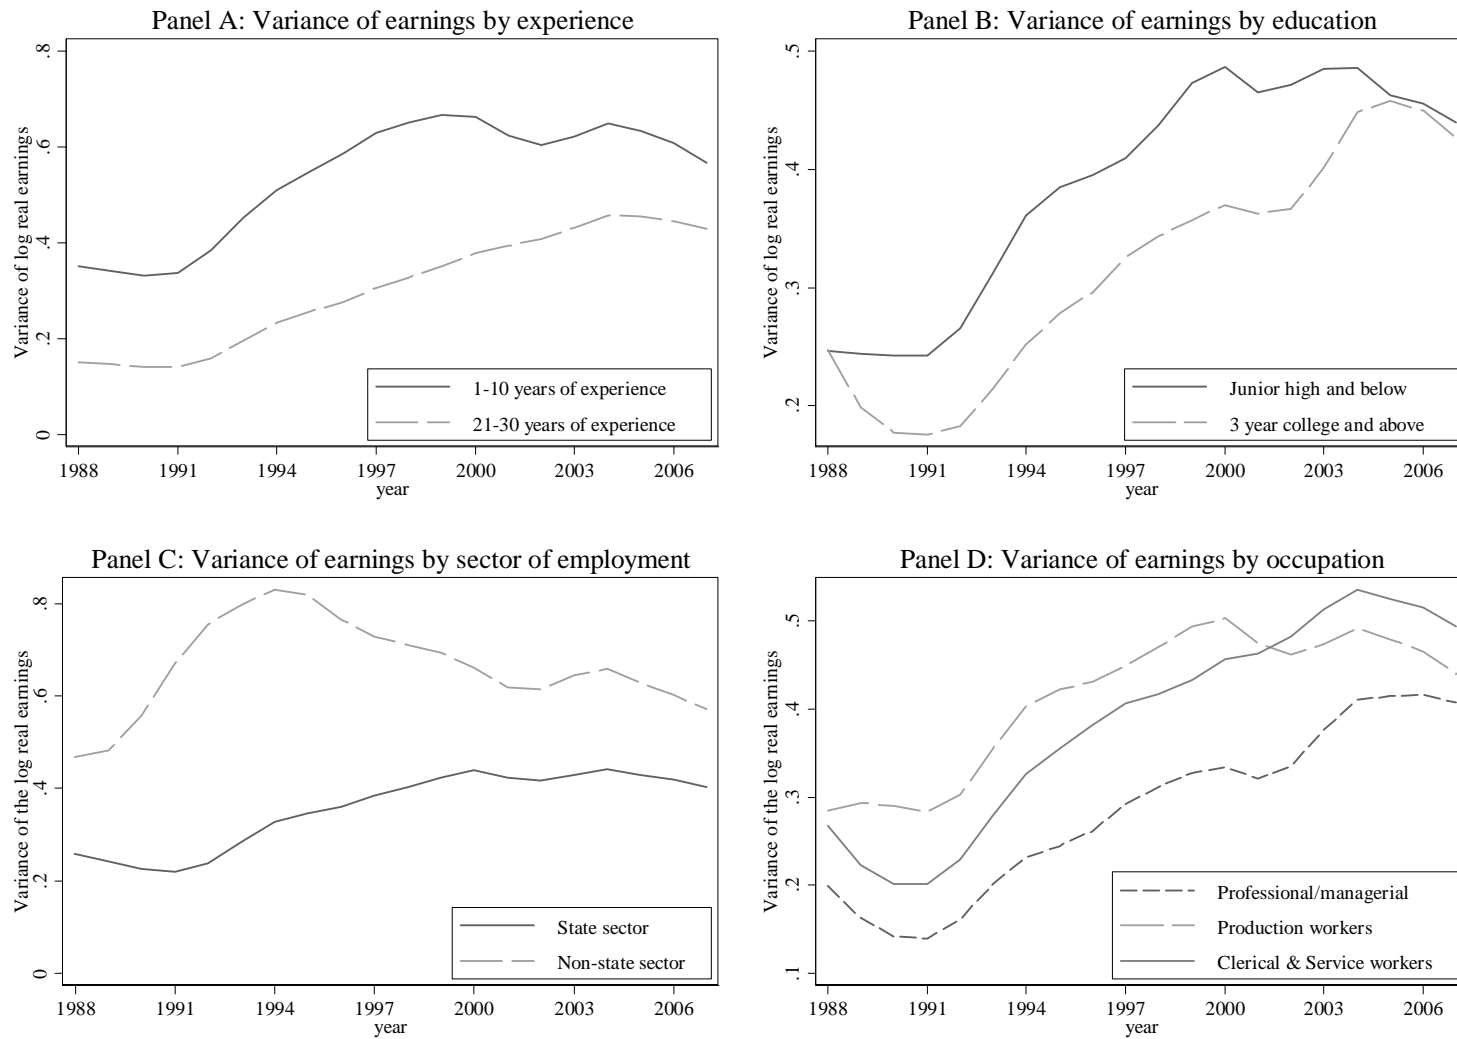 Panel A: Variance of earnings by experience
Variance of log real earnings
.8
.6
.4
.2
0
1-10 years of experience
21-30 years of experience
1988 1991 1994 1997 2000 2003 2006
year
Panel B: Variance of earnings by education
Variance of log real earnings
.5
.4
.3
.2
Junior high and below
3 year college and above
1988 1991 1994 1997 2000 2003 2006
year
Panel C: Variance of earnings by sector of employment
Variance of the log real earnings
.8
.6
.4
.2
0
State sector
Non-state sector
1988 1991 1994 1997 2000 2003 2006
year
Panel D: Variance of earnings by occupation
Variance of the log real earnings
.5
.4
.3
.2
.1
Professional/managerial
Production workers
Clerical & Service workers
1988 1991 1994 1997 2000 2003 2006
year